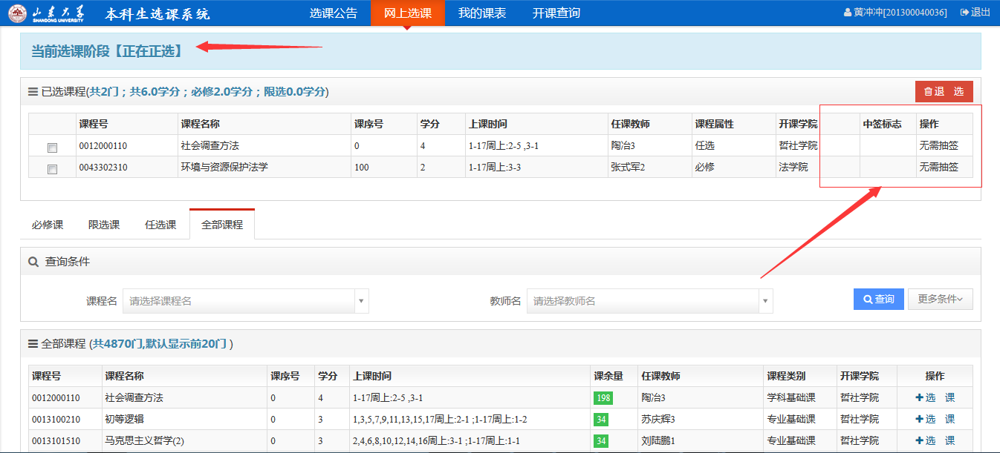 山东大学 SHANDONG UNIVERSITY 本科生选课系统 选课公告 网上选课 我的课表 开课查询 黄冲冲[201300040036] 退出
当前选课阶段【正在正选】
已选课程(共2门；共6.0学分；必修2.0学分；限选0.0学分) 退 选
课程号 课程名称 课序号 学分 上课时间 任课教师 课程属性 开课学院 中签标志 操作
0012000110 社会调查方法 0 4 1-17周上:2-5 ,3-1 陶冶3 任选 哲社学院 无需抽签
0043302310 环境与资源保护法学 100 2 1-17周上:3-3 张式军2 必修 法学院 无需抽签
必修课 限选课 任选课 全部课程
查询条件
课程名 请选择课程名 教师名 请选择教师名 查询 更多条件
全部课程 (共4870门,默认显示前20门 )
课程号 课程名称 课序号 学分 上课时间 课余量 任课教师 课程类别 开课学院 操作
0012000110 社会调查方法 0 4 1-17周上:2-5 ,3-1 198 陶冶3 学科基础课 哲社学院 选 课
0013100210 初等逻辑 0 3 1,3,5,7,9,11,13,15,17周上:2-1 ;1-17周上:1-2 34 苏庆辉3 专业基础课 哲社学院 选 课
0013101510 马克思主义哲学(2) 0 3 2,4,6,8,10,12,14,16周上:3-1 ;1-17周上:1-1 34 刘陆鹏1 专业基础课 哲社学院 选 课